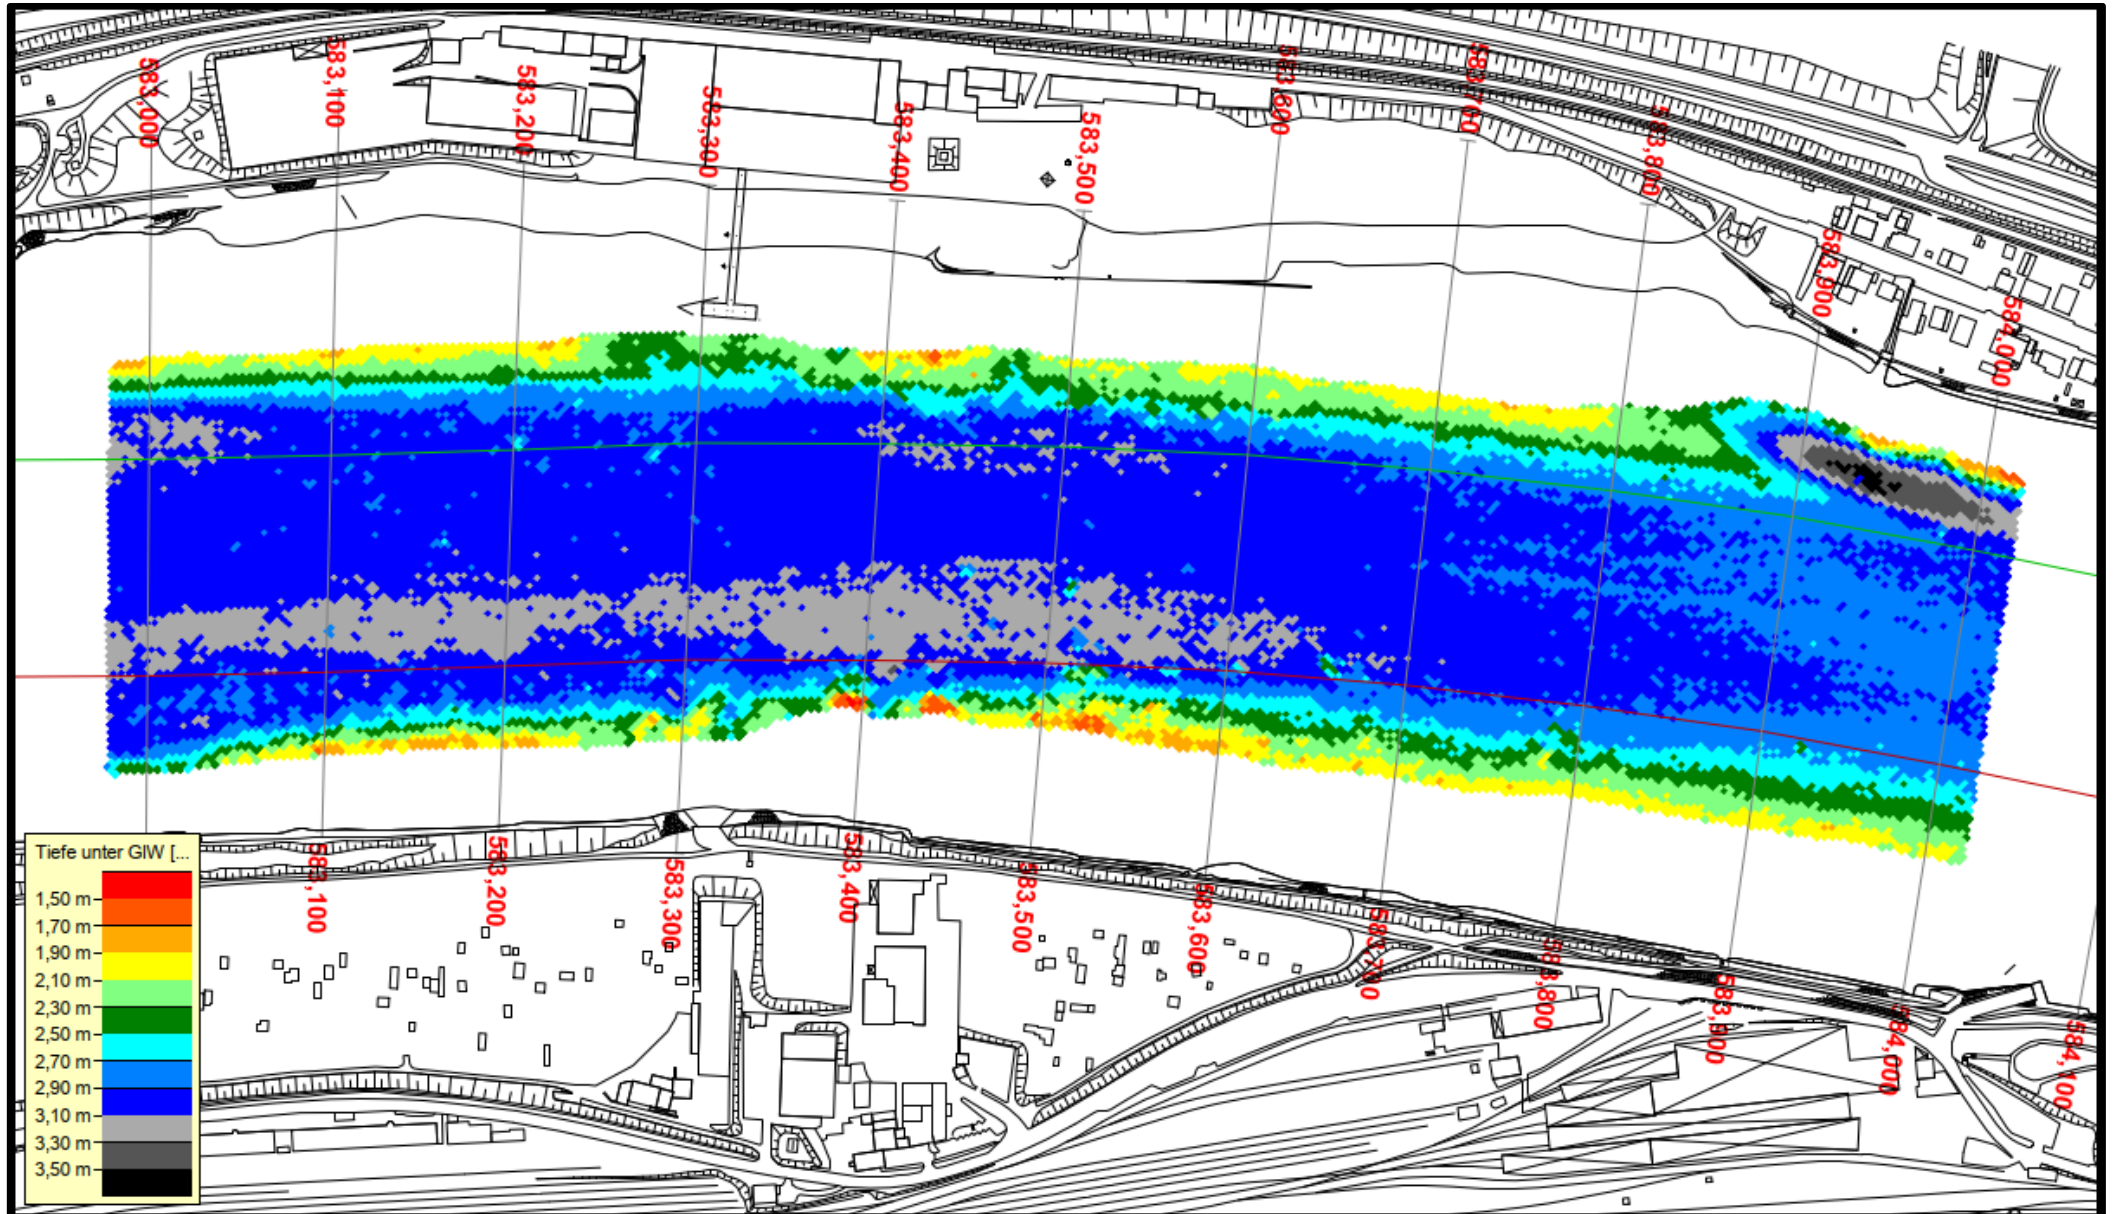 583,000
583,100
583,200
583,300
583,400
583,500
583,600
583,700
583,800
583,900
584,000
Tiefe unter GlW [...
1,50 m
1,70 m
1,90 m
2,10 m
2,30 m
2,50 m
2,70 m
2,90 m
3,10 m
3,30 m
3,50 m
583,100
583,200
583,300
583,400
583,500
583,600
583,700
583,800
583,900
584,000
584,100